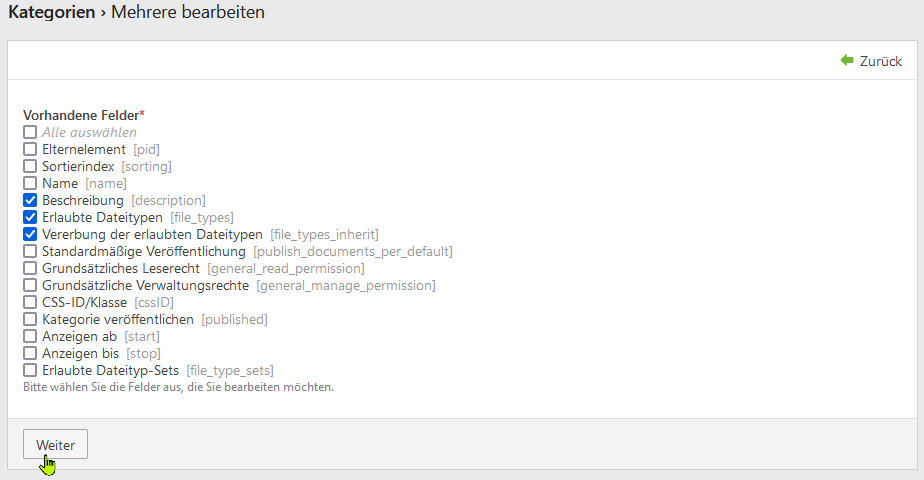 Kategorien › Mehrere bearbeiten
Zurück
Vorhandene Felder*
Alle auswählen
Elternelement [pid]
Sortierindex [sorting]
Name [name]
Beschreibung [description]
Erlaubte Dateitypen [file_types]
Vererbung der erlaubten Dateitypen [file_types_inherit]
Standardmäßige Veröffentlichung [publish_documents_per_default]
Grundsätzliches Leserecht [general_read_permission]
Grundsätzliche Verwaltungsrechte [general_manage_permission]
CSS-ID/Klasse [cssID]
Kategorie veröffentlichen [published]
Anzeigen ab [start]
Anzeigen bis [stop]
Erlaubte Dateityp-Sets [file_type_sets]
Bitte wählen Sie die Felder aus, die Sie bearbeiten möchten.
Weiter